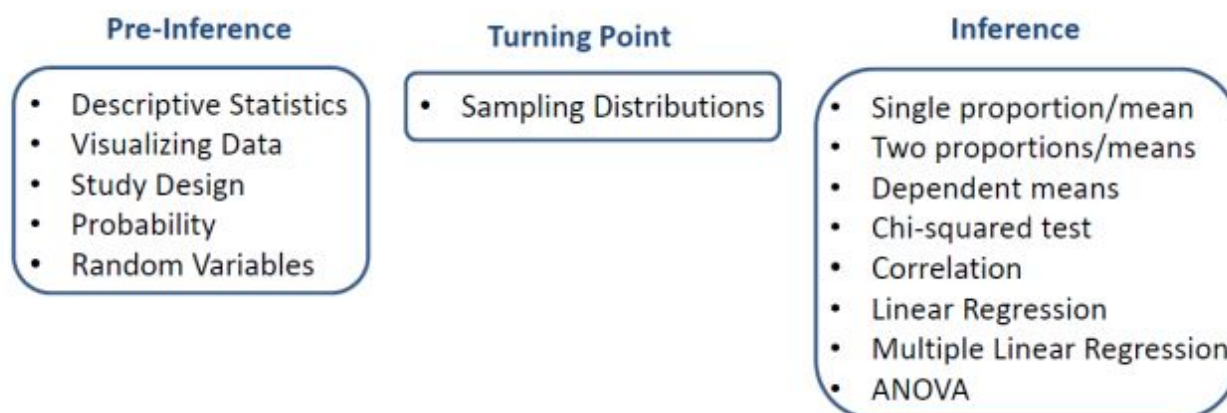 Pre-Inference
• Descriptive Statistics
• Visualizing Data
• Study Design
• Probability
• Random Variables
Turning Point
• Sampling Distributions
Inference
• Single proportion/mean
• Two proportions/means
• Dependent means
• Chi-squared test
• Correlation
• Linear Regression
• Multiple Linear Regression
• ANOVA